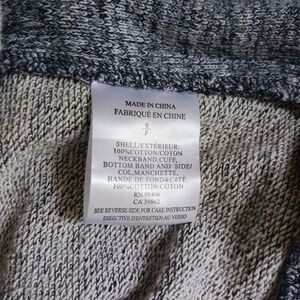 MADE IN CHINA
FABRIQUÉ EN CHINE
S
P
SHELL/EXTÉRIEUR:
100%COTTON/COTON
NECKBAND,CUFF,
BOTTOM BAND AND SIDE/
COL,MANCHETTE,
BANDE DE FOND&CÔTÉ:
100%COTTON/COTON
RN 96406
CA 39862
SEE REVERSE SIDE FOR CARE INSTRUCTION
DIRECTIVE D'ENTRETIEN AU VERSO